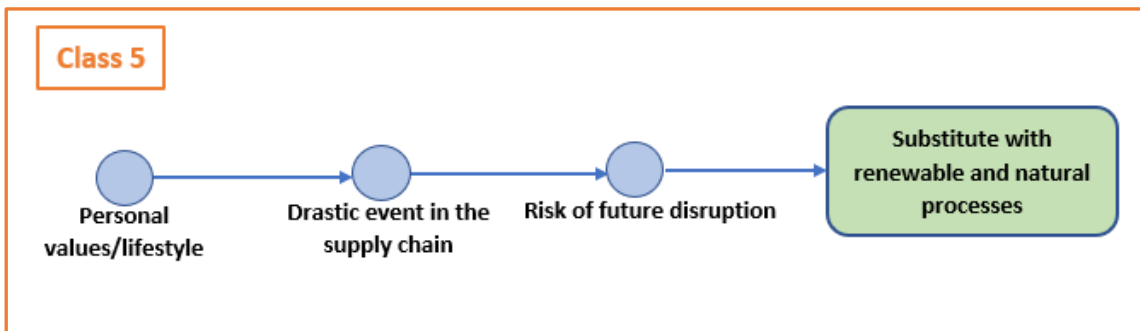 Class 5
Personal
values/lifestyle
Drastic event in the
supply chain
Risk of future disruption
Substitute with
renewable and natural
processes